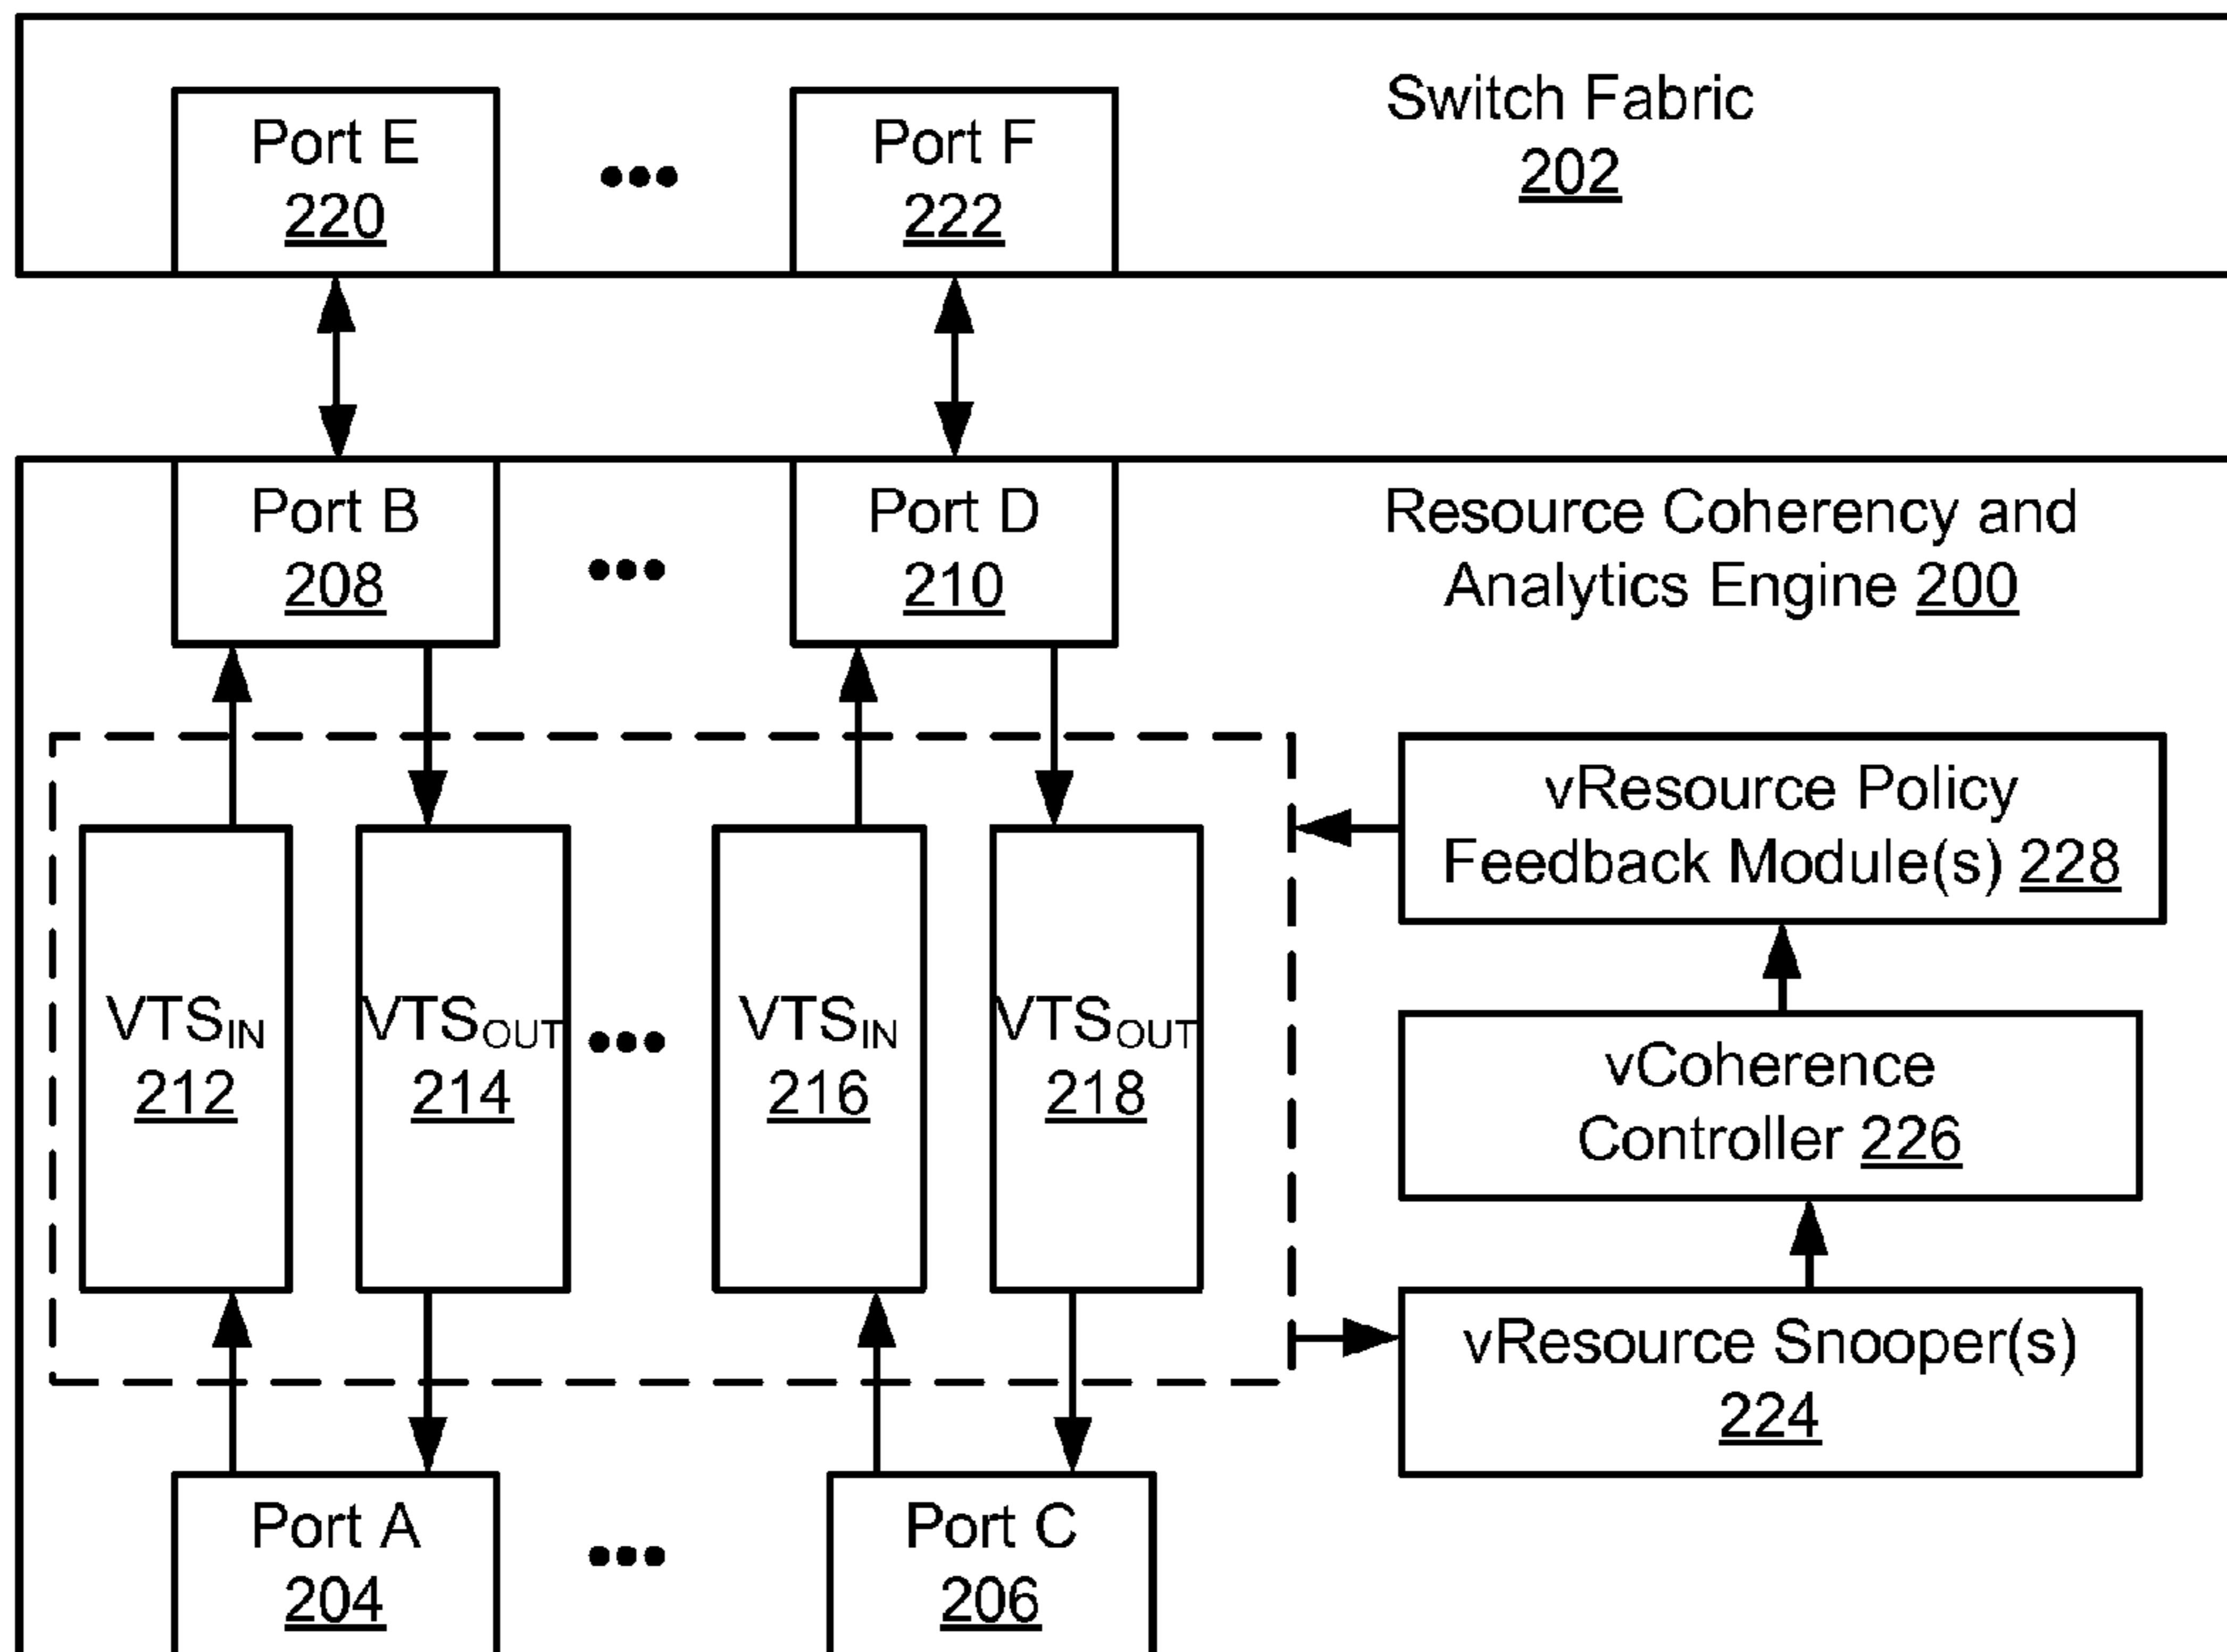 Port E
220
•••
Port F
222
Switch Fabric
202
Port B
208
•••
Port D
210
Resource Coherency and
Analytics Engine 200
VTSIN
212
VTSOUT
214
•••
VTSIN
216
VTSOUT
218
vResource Policy
Feedback Module(s) 228
vCoherence
Controller 226
vResource Snooper(s)
224
Port A
204
•••
Port C
206